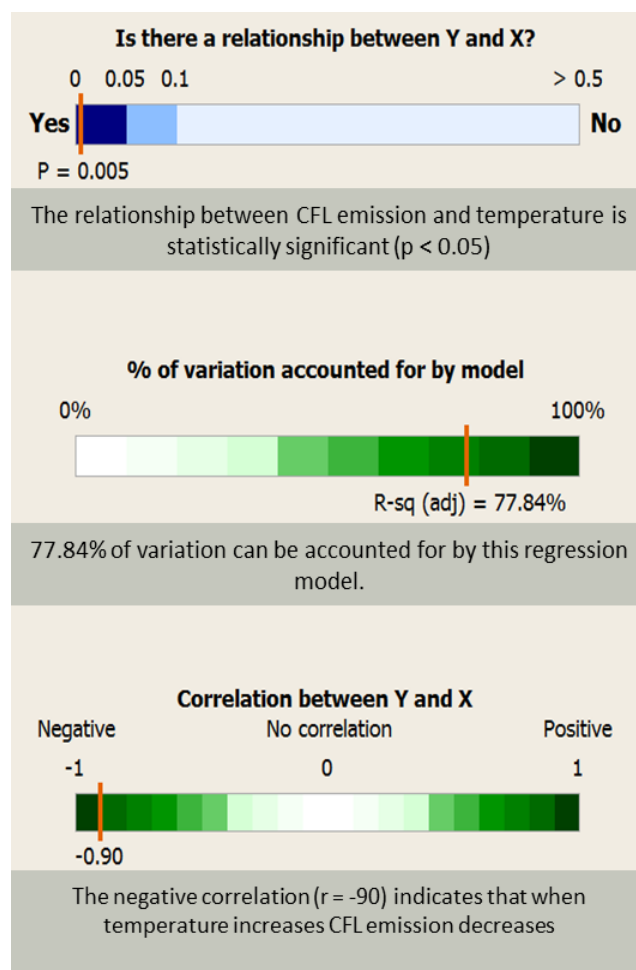 Is there a relationship between Y and X?
0 0.05 0.1 > 0.5
Yes No
P = 0.005
The relationship between CFL emission and temperature is
statistically significant (p < 0.05)
% of variation accounted for by model
0% 100%
R-sq (adj) = 77.84%
77.84% of variation can be accounted for by this regression
model.
Correlation between Y and X
Negative No correlation Positive
-1 0 1
-0.90
The negative correlation (r = -90) indicates that when
temperature increases CFL emission decreases